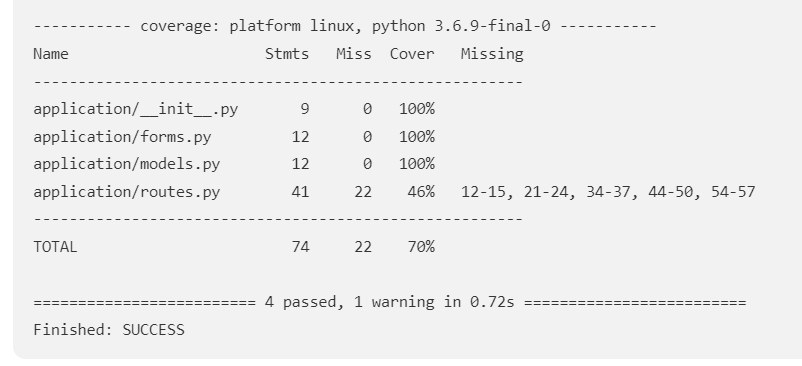 ----------- coverage: platform linux, python 3.6.9-final-0 -----------
Name                      Stmts   Miss  Cover   Missing
-------------------------------------------------------
application/__init__.py       9      0   100%
application/forms.py         12      0   100%
application/models.py        12      0   100%
application/routes.py        41     22    46%   12-15, 21-24, 34-37, 44-50, 54-57
-------------------------------------------------------
TOTAL                        74     22    70%
========================= 4 passed, 1 warning in 0.72s =========================
Finished: SUCCESS